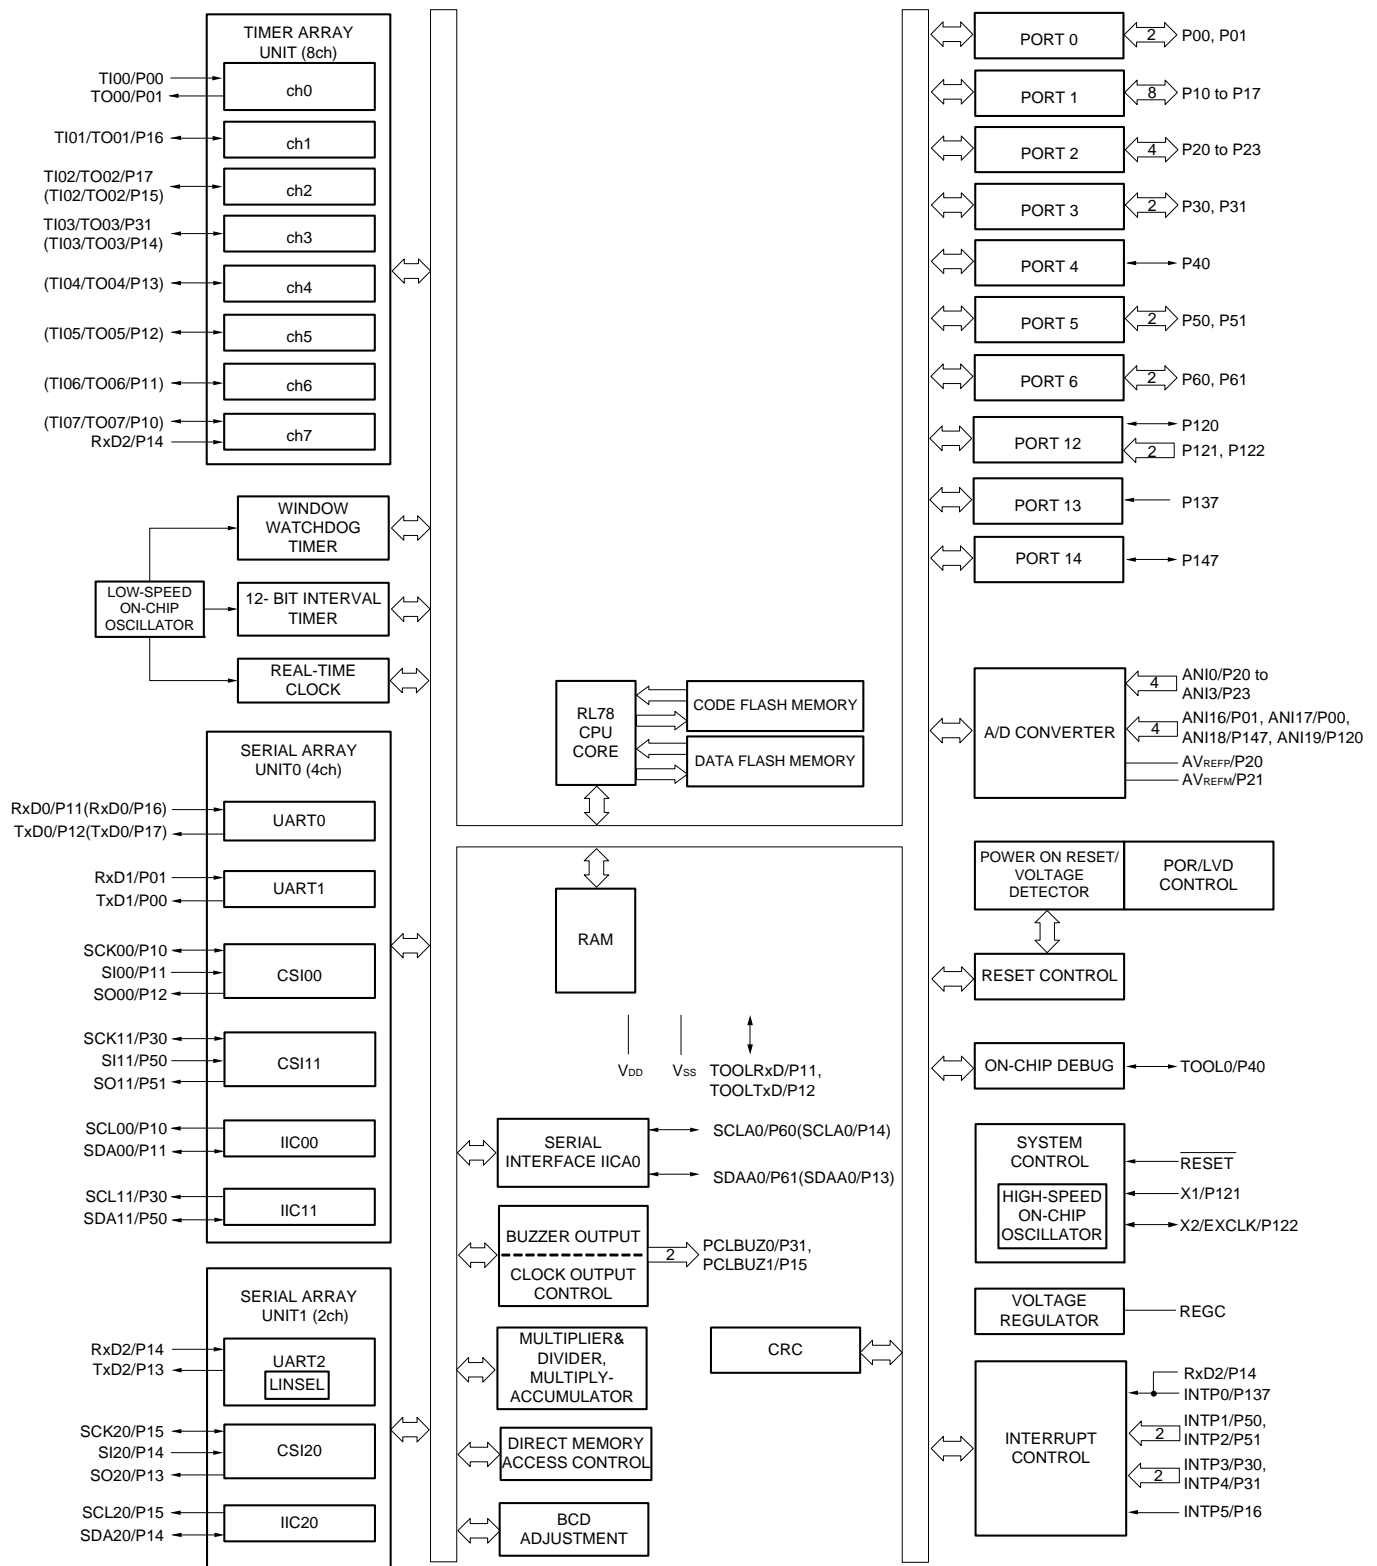 TIMER ARRAY
UNIT (8ch)
TI00/P00
TO00/P01
ch0
TI01/TO01/P16
ch1
TI02/TO02/P17
(TI02/TO02/P15)
ch2
TI03/TO03/P31
(TI03/TO03/P14)
ch3
(TI04/TO04/P13)
ch4
(TI05/TO05/P12)
ch5
(TI06/TO06/P11)
ch6
(TI07/TO07/P10)
RxD2/P14
ch7
WINDOW
WATCHDOG
TIMER
LOW-SPEED
ON-CHIP
OSCILLATOR
12- BIT INTERVAL
TIMER
REAL-TIME
CLOCK
SERIAL ARRAY
UNIT0 (4ch)
RxD0/P11(RxD0/P16)
TxD0/P12(TxD0/P17)
UART0
RxD1/P01
TxD1/P00
UART1
SCK00/P10
SI00/P11
SO00/P12
CSI00
SCK11/P30
SI11/P50
SO11/P51
CSI11
SCL00/P10
SDA00/P11
IIC00
SCL11/P30
SDA11/P50
IIC11
SERIAL ARRAY
UNIT1 (2ch)
RxD2/P14
TxD2/P13
UART2
LINSEL
SCK20/P15
SI20/P14
SO20/P13
CSI20
SCL20/P15
SDA20/P14
IIC20
RL78
CPU
CORE
CODE FLASH MEMORY
DATA FLASH MEMORY
RAM
VDD
VSS
TOOLRxD/P11,
TOOLTxD/P12
SERIAL
INTERFACE IICA0
SCLA0/P60(SCLA0/P14)
SDAA0/P61(SDAA0/P13)
BUZZER OUTPUT
CLOCK OUTPUT
CONTROL
2
PCLBUZ0/P31,
PCLBUZ1/P15
MULTIPLIER&
DIVIDER,
MULTIPLY-
ACCUMULATOR
CRC
DIRECT MEMORY
ACCESS CONTROL
BCD
ADJUSTMENT
PORT 0
2
P00, P01
PORT 1
8
P10 to P17
PORT 2
4
P20 to P23
PORT 3
2
P30, P31
PORT 4
P40
PORT 5
2
P50, P51
PORT 6
2
P60, P61
PORT 12
P120
2
P121, P122
PORT 13
P137
PORT 14
P147
A/D CONVERTER
4
ANI0/P20 to
ANI3/P23
4
ANI16/P01, ANI17/P00,
ANI18/P147, ANI19/P120
AVREFP/P20
AVREFM/P21
POWER ON RESET/
VOLTAGE
DETECTOR
POR/LVD
CONTROL
RESET CONTROL
ON-CHIP DEBUG
TOOL0/P40
SYSTEM
CONTROL
HIGH-SPEED
ON-CHIP
OSCILLATOR
RESET
X1/P121
X2/EXCLK/P122
VOLTAGE
REGULATOR
REGC
INTERRUPT
CONTROL
RxD2/P14
INTP0/P137
2
INTP1/P50,
INTP2/P51
2
INTP3/P30,
INTP4/P31
INTP5/P16